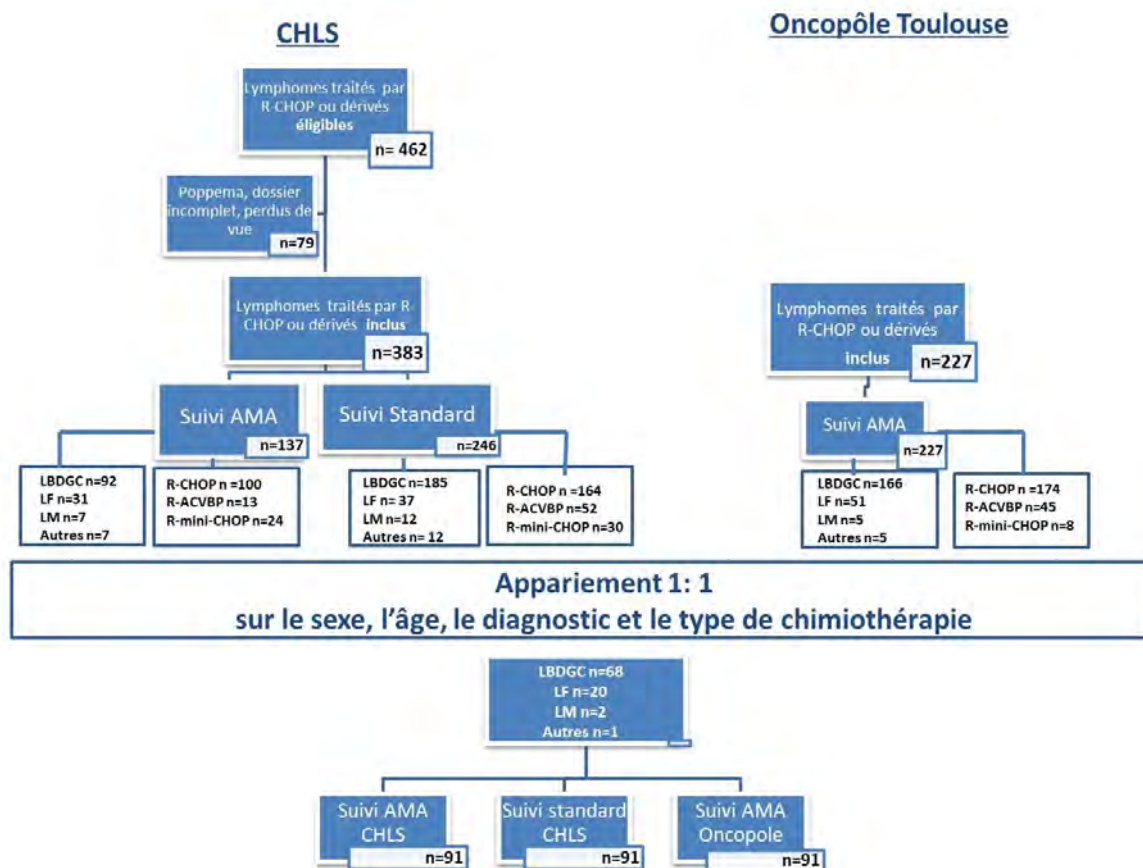 CHLS
Oncopôle Toulouse
Lymphomes traités par
R-CHOP ou dérivés
éligibles
n= 462
Poppema, dossier
incomplet, perdus de
vue
n=79
Lymphomes traités par R-
CHOP ou dérivés inclus
n=383
Lymphomes traités par
R-CHOP ou dérivés
inclus
n=227
Suivi AMA
n=137
Suivi Standard
n=246
Suivi AMA
n=227
LBDGC n=92
LF n=31
LM n=7
Autres n=7
R-CHOP n =100
R-ACVBP n=13
R-mini-CHOP n=24
LBDGC n=185
LF n= 37
LM n=12
Autres n= 12
R-CHOP n =164
R-ACVBP n=52
R-mini-CHOP n=30
LBDGC n=166
LF n=51
LM n=5
Autres n=5
R-CHOP n =174
R-ACVBP n=45
R-mini-CHOP n=8
Appariement 1: 1
sur le sexe, l'âge, le diagnostic et le type de chimiothérapie
LBDGC n=68
LF n=20
LM n=2
Autres n=1
Suivi AMA
CHLS
n=91
Suivi standard
CHLS
n=91
Suivi AMA
Oncopole
n=91